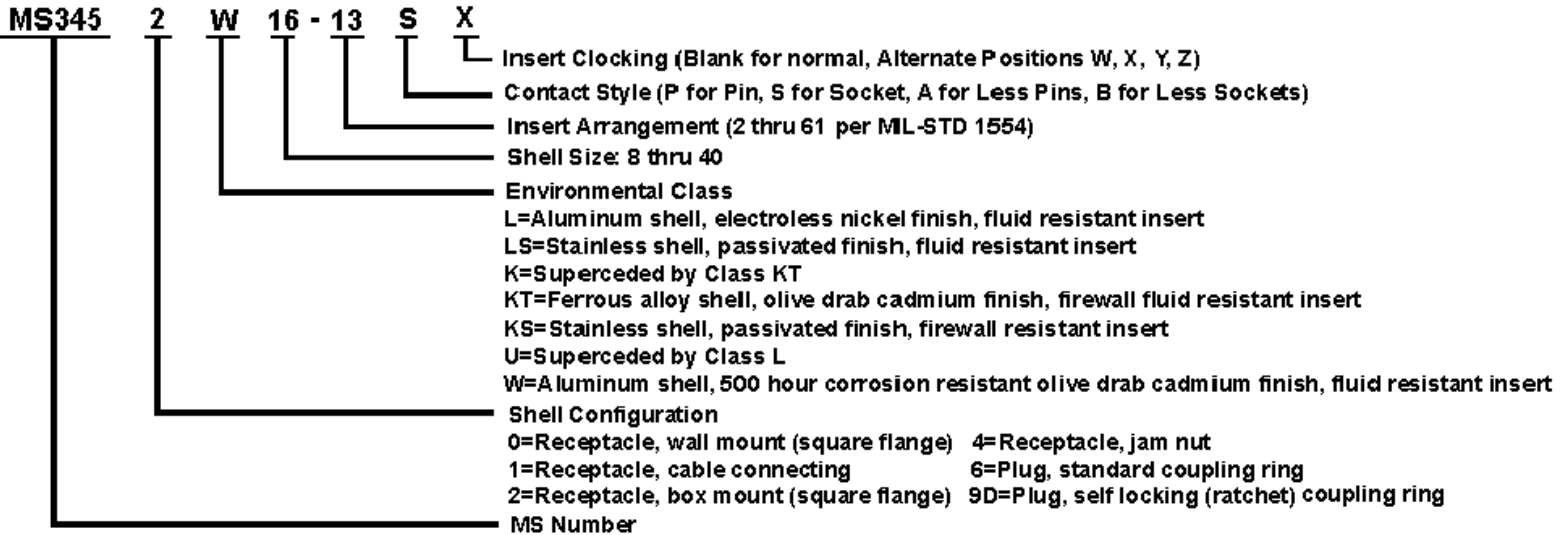 MS345 2 W 16 - 13 S X
Insert Clocking (Blank for normal, Alternate Positions W, X, Y, Z)
Contact Style (P for Pin, S for Socket, A for Less Pins, B for Less Sockets)
Insert Arrangement (2 thru 61 per MIL-STD 1554)
Shell Size: 8 thru 40
Environmental Class
L=Aluminum shell, electroless nickel finish, fluid resistant insert
LS=Stainless shell, passivated finish, fluid resistant insert
K=Superceded by Class KT
KT=Ferrous alloy shell, olive drab cadmium finish, firewall fluid resistant insert
KS=Stainless shell, passivated finish, firewall resistant insert
U=Superceded by Class L
W=Aluminum shell, 500 hour corrosion resistant olive drab cadmium finish, fluid resistant insert
Shell Configuration
0=Receptacle, wall mount (square flange) 4=Receptacle, jam nut
1=Receptacle, cable connecting 6=Plug, standard coupling ring
2=Receptacle, box mount (square flange) 9D=Plug, self locking (ratchet) coupling ring
MS Number